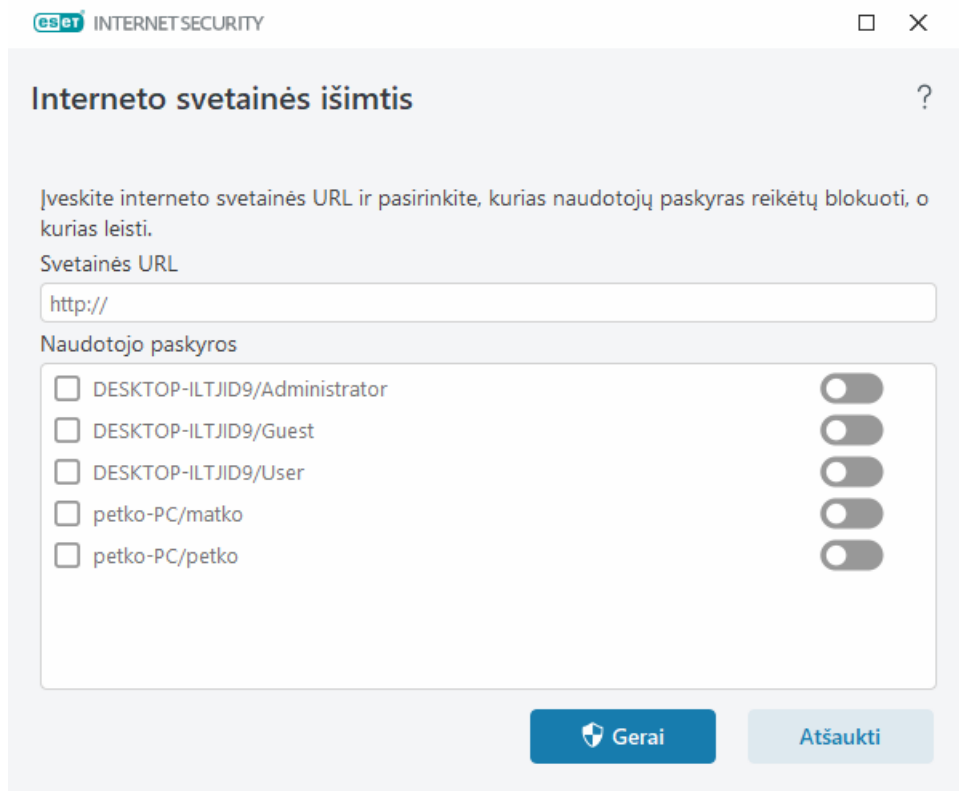 eset INTERNET SECURITY
Interneto svetainės išimtis
?
Įveskite interneto svetainės URL ir pasirinkite, kurias naudotojų paskyras reikėtų blokuoti, o
kurias leisti.
Svetainės URL
http://
Naudotojo paskyros
DESKTOP-ILTJID9/Administrator
DESKTOP-ILTJID9/Guest
DESKTOP-ILTJID9/User
petko-PC/matko
petko-PC/petko
Gerai
Atšaukti